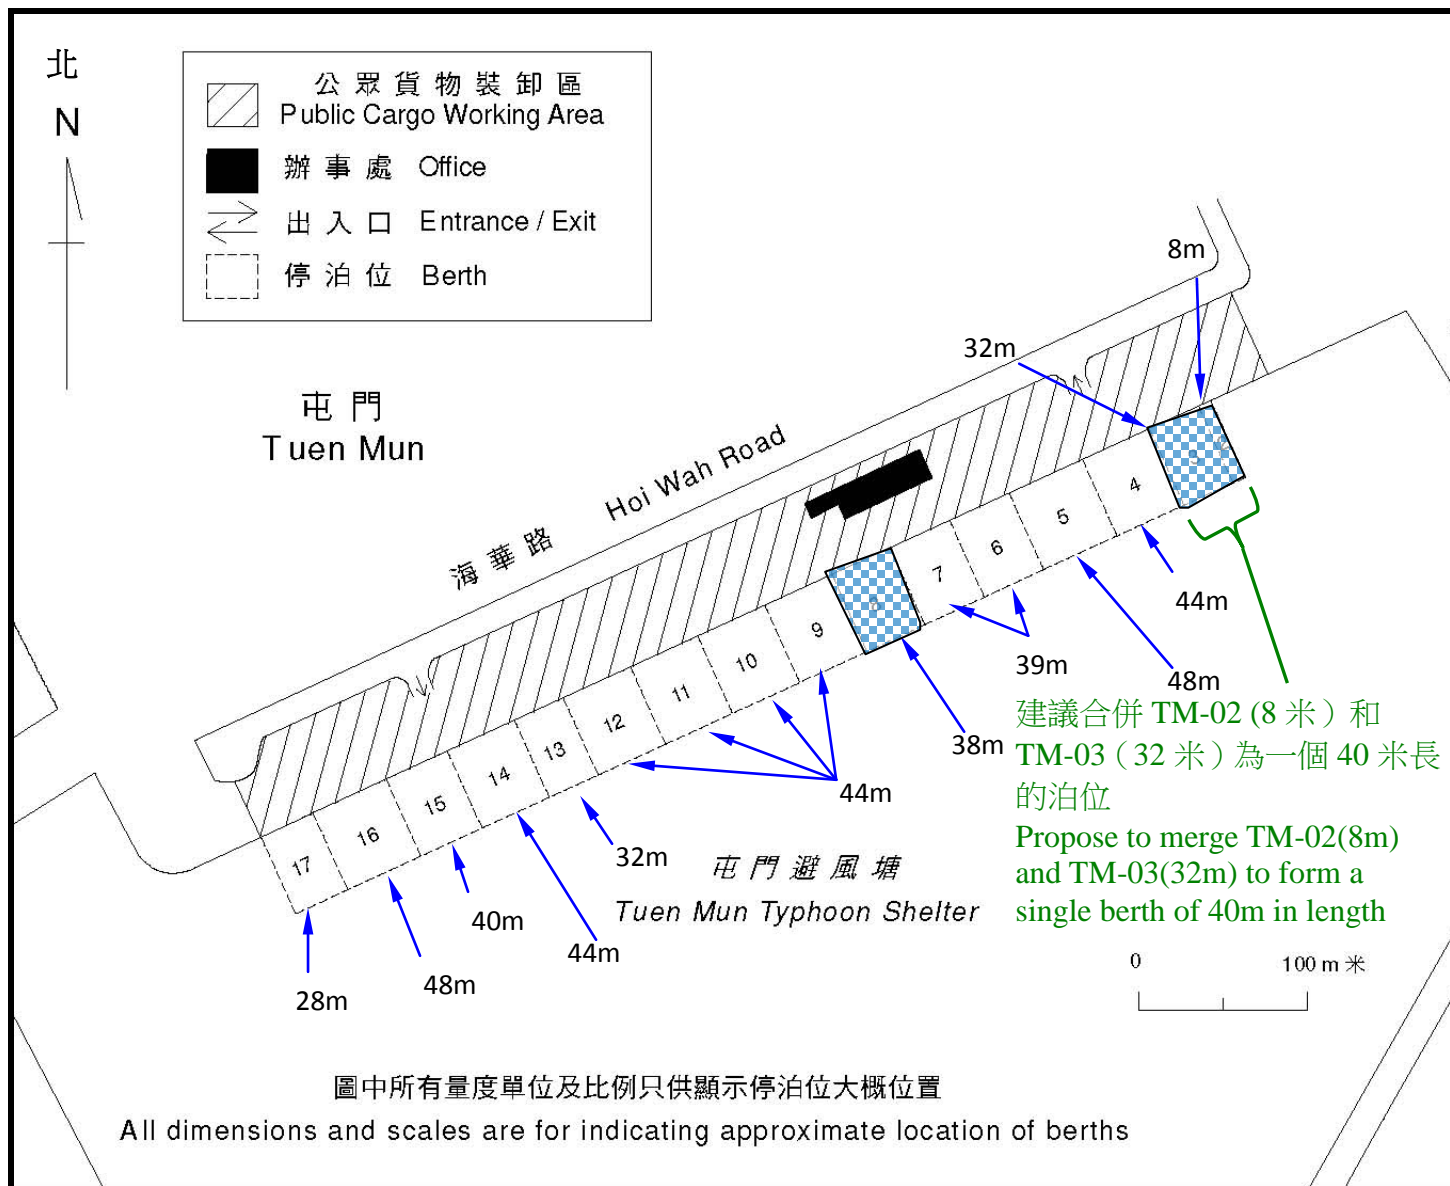 北
N
公眾貨物裝卸區
Public Cargo Working Area
辦事處 Office
出入口 Entrance / Exit
停泊位 Berth
屯門
Tuen Mun
海華路 Hoi Wah Road
8m
32m
3
4
5
6
7
8
9
10
11
12
13
14
15
16
17
44m
48m
39m
38m
44m
32m
44m
40m
48m
28m
建議合併 TM-02 (8 米）和
TM-03（32 米）為一個 40 米長
的泊位
Propose to merge TM-02(8m)
and TM-03(32m) to form a
single berth of 40m in length
屯門避風塘
Tuen Mun Typhoon Shelter
0 100 m 米
圖中所有量度單位及比例只供顯示停泊位大概位置
All dimensions and scales are for indicating approximate location of berths